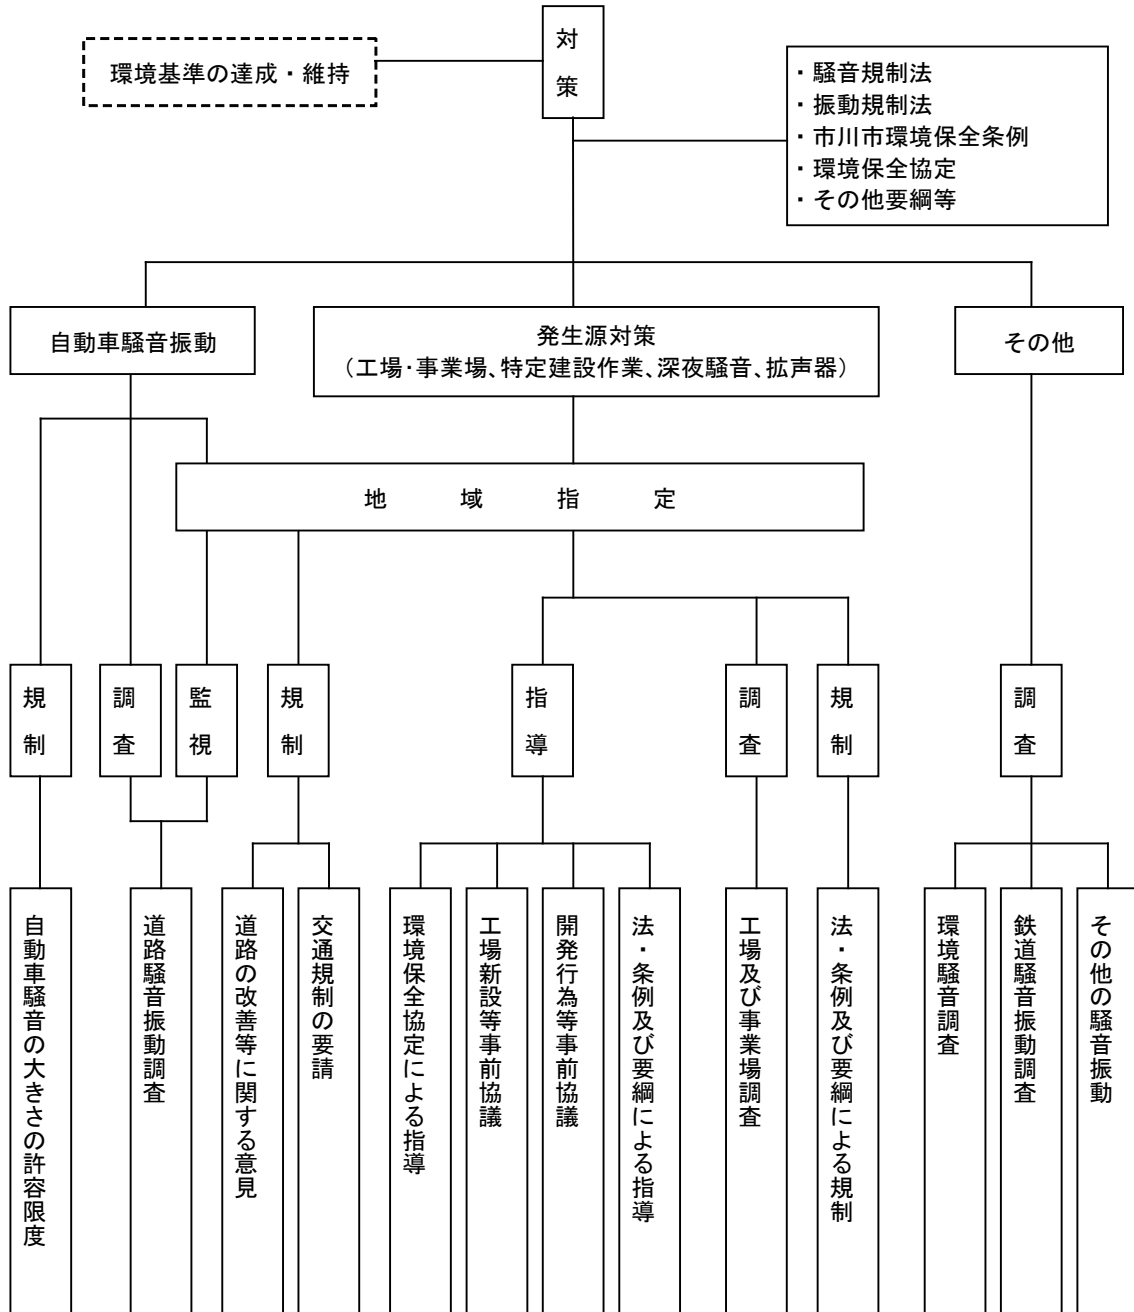 対策
環境基準の達成・維持
・騒音規制法
・振動規制法
・市川市環境保全条例
・環境保全協定
・その他要綱等
自動車騒音振動
発生源対策
（工場・事業場、特定建設作業、深夜騒音、拡声器）
その他
地域指定
規制
調査
監視
規制
指導
調査
規制
調査
自動車騒音の大きさの許容限度
道路騒音振動調査
道路の改善等に関する意見
交通規制の要請
環境保全協定による指導
工場新設等事前協議
開発行為等事前協議
法・条例及び要綱による指導
工場及び事業場調査
法・条例及び要綱による規制
環境騒音調査
鉄道騒音振動調査
その他の騒音振動